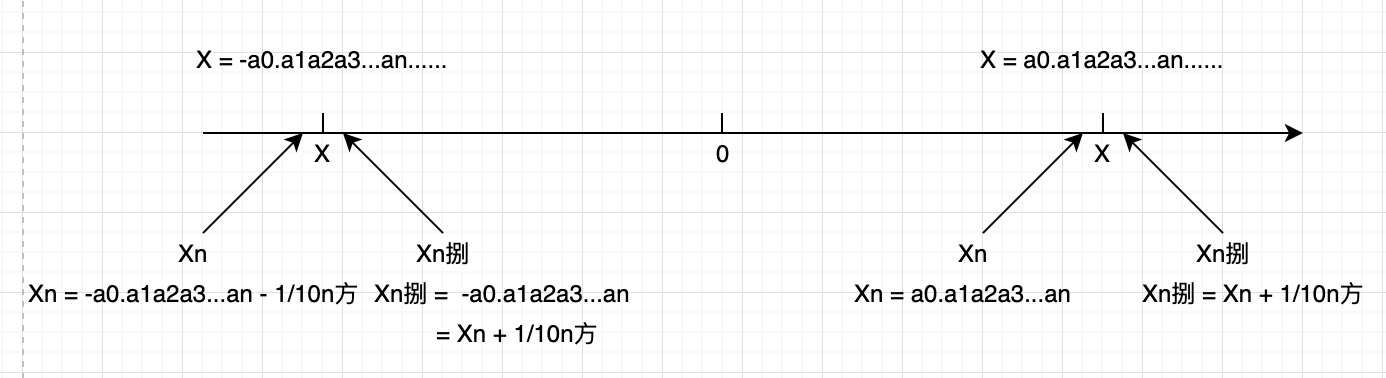 X = -a0.a1a2a3...an......
X = a0.a1a2a3...an......
X
0
X
Xn
Xn捌
Xn
Xn捌
Xn = -a0.a1a2a3...an - 1/10n方
Xn捌 = -a0.a1a2a3...an
= Xn + 1/10n方
Xn = a0.a1a2a3...an
Xn捌 = Xn + 1/10n方